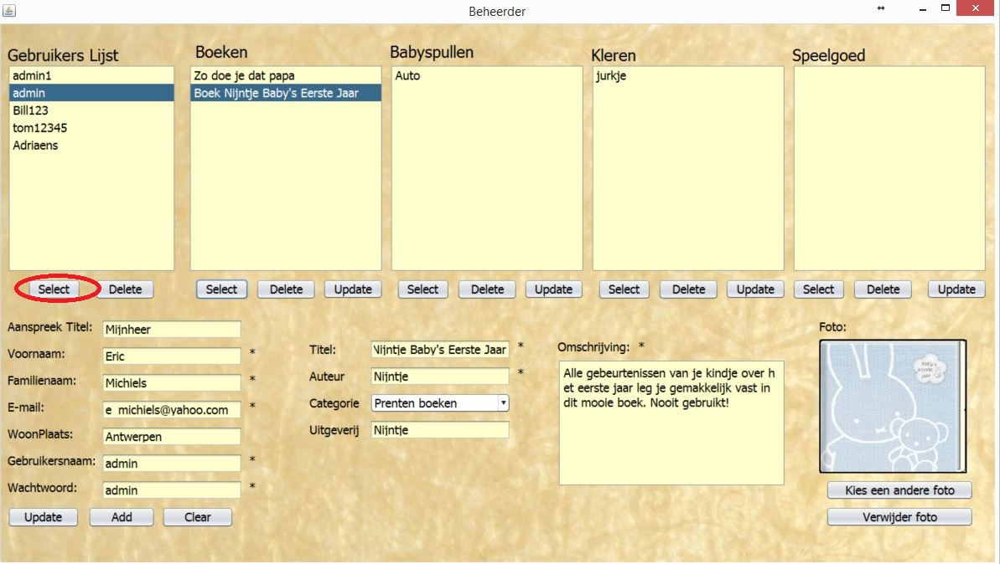 Beheerder
Gebruikers Lijst
admin1
admin
Bill123
tom12345
Adriaens
Select Delete
Boeken
Zo doe je dat papa
Boek Nijntje Baby's Eerste Jaar
Select Delete Update
Babyspullen
Auto
Select Delete Update
Kleren
jurkje
Select Delete Update
Speelgoed
Select Delete Update
Aanspreek Titel: Mijnheer
Voornaam: Eric *
Familienaam: Michiels *
E-mail: e michiels@yahoo.com *
WoonPlaats: Antwerpen
Gebruikersnaam: admin *
Wachtwoord: admin *
Update Add Clear
Titel: Nijntje Baby's Eerste Jaar *
Auteur Nijntje *
Categorie Prenten boeken
Uitgeverij Nijntje
Omschrijving: *
Alle gebeurtenissen van je kindje over h
et eerste jaar leg je gemakkelijk vast in
dit mooie boek. Nooit gebruikt!
Foto:
Baby's
eerste
Kies een andere foto
Verwijder foto